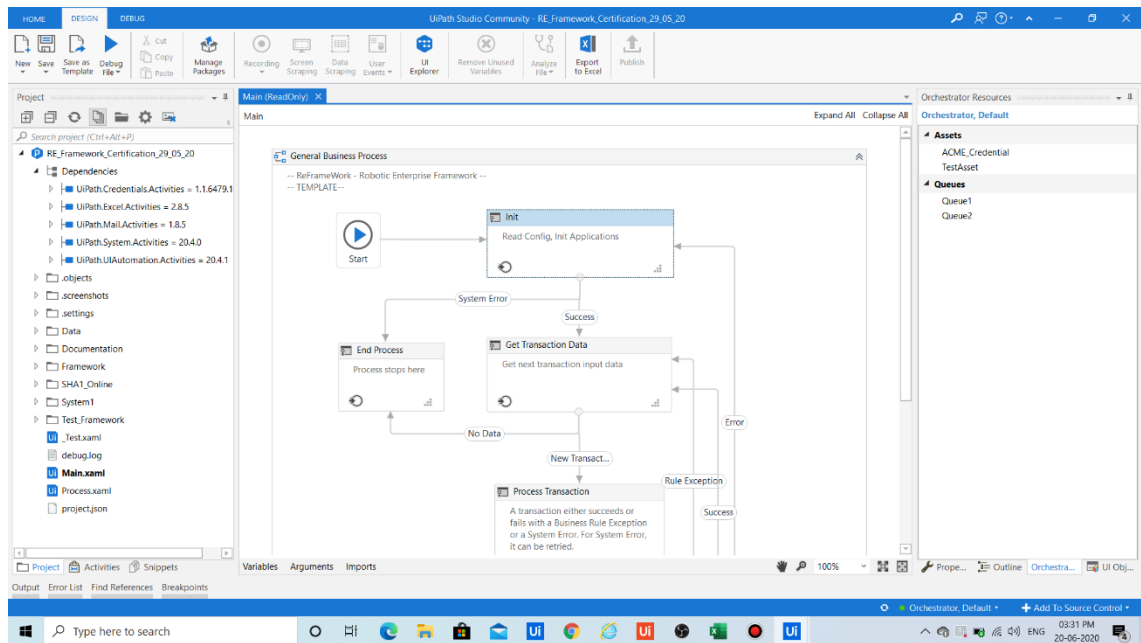 HOME DESIGN DEBUG UiPath Studio Community - RE_Framework_Certification_29_05_20
New Save Save as Template Debug File Cut Copy Paste Manage Packages Recording Screen Scraping Data Scraping User Events UI Explorer Remove Unused Variables Analyze File Export to Excel Publish
Project
Search project (Ctrl+Alt+P)
RE_Framework_Certification_29_05_20
Dependencies
UiPath.Credentials.Activities = 1.1.6479.1
UiPath.Excel.Activities = 2.8.5
UiPath.Mail.Activities = 1.8.5
UiPath.System.Activities = 20.4.0
UiPath.UIAutomation.Activities = 20.4.1
.objects
.screenshots
.settings
Data
Documentation
Framework
SHA1_Online
System1
Test_Framework
_Test.xaml
debug.log
Main.xaml
Process.xaml
project.json
Project Activities Snippets
Main (ReadOnly)
Main Expand All Collapse All
General Business Process
-- ReFrameWork - Robotic Enterprise Framework --
-- TEMPLATE--
Start
Init
Read Config, Init Applications
System Error
Success
End Process
Process stops here
Get Transaction Data
Get next transaction input data
No Data
Error
New Transact...
Rule Exception
Process Transaction
A transaction either succeeds or
fails with a Business Rule Exception
or a System Error. For System Error,
it can be retried.
Success
Variables Arguments Imports 100%
Orchestrator Resources
Orchestrator, Default
Assets
ACME_Credential
TestAsset
Queues
Queue1
Queue2
Prope... Outline Orchestra... UI Obj...
Output Error List Find References Breakpoints
Orchestrator, Default Add To Source Control
Type here to search
Ui Ui Ui
ENG
03:31 PM
20-06-2020